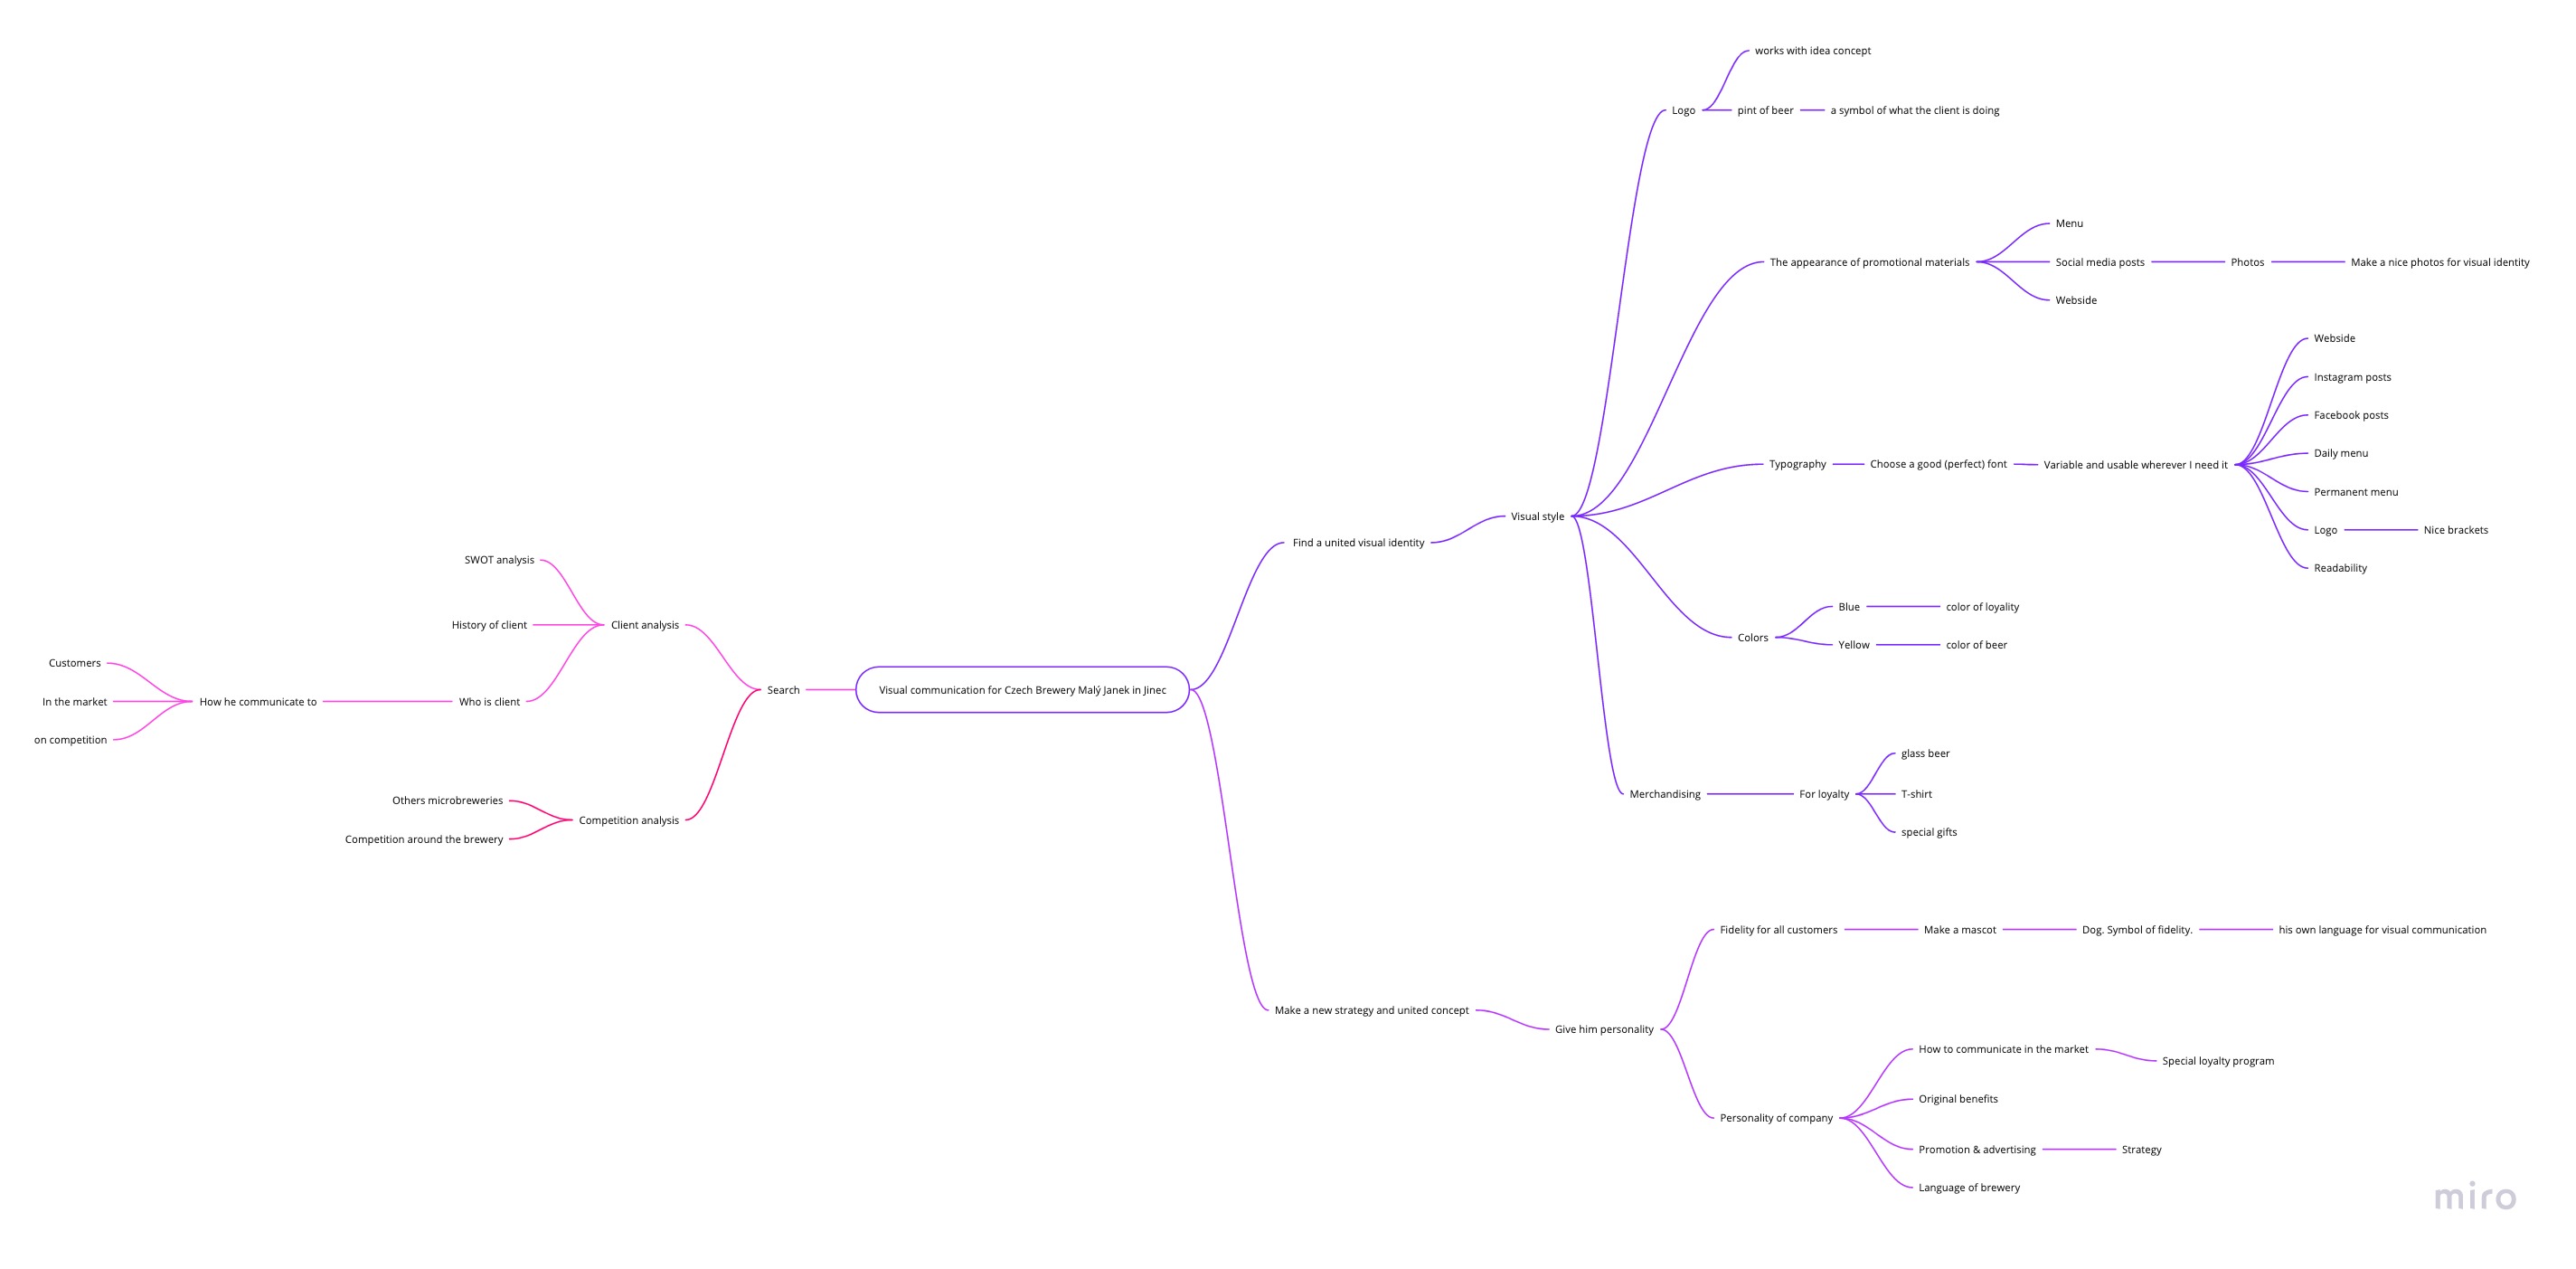 Visual communication for Czech Brewery Malý Janek in Jinec
Search
Client analysis
SWOT analysis
History of client
Who is client
How he communicate to
Customers
In the market
on competition
Competition analysis
Others microbreweries
Competition around the brewery
Find a united visual identity
Visual style
Logo
works with idea concept
pint of beer
a symbol of what the client is doing
The appearance of promotional materials
Menu
Social media posts
Photos
Make a nice photos for visual identity
Webside
Typography
Choose a good (perfect) font
Variable and usable wherever I need it
Webside
Instagram posts
Facebook posts
Daily menu
Permanent menu
Logo
Nice brackets
Readability
Colors
Blue
color of loyality
Yellow
color of beer
Merchandising
For loyalty
glass beer
T-shirt
special gifts
Make a new strategy and united concept
Give him personality
Fidelity for all customers
Make a mascot
Dog. Symbol of fidelity.
his own language for visual communication
Personality of company
How to communicate in the market
Special loyalty program
Original benefits
Promotion & advertising
Strategy
Language of brewery
miro